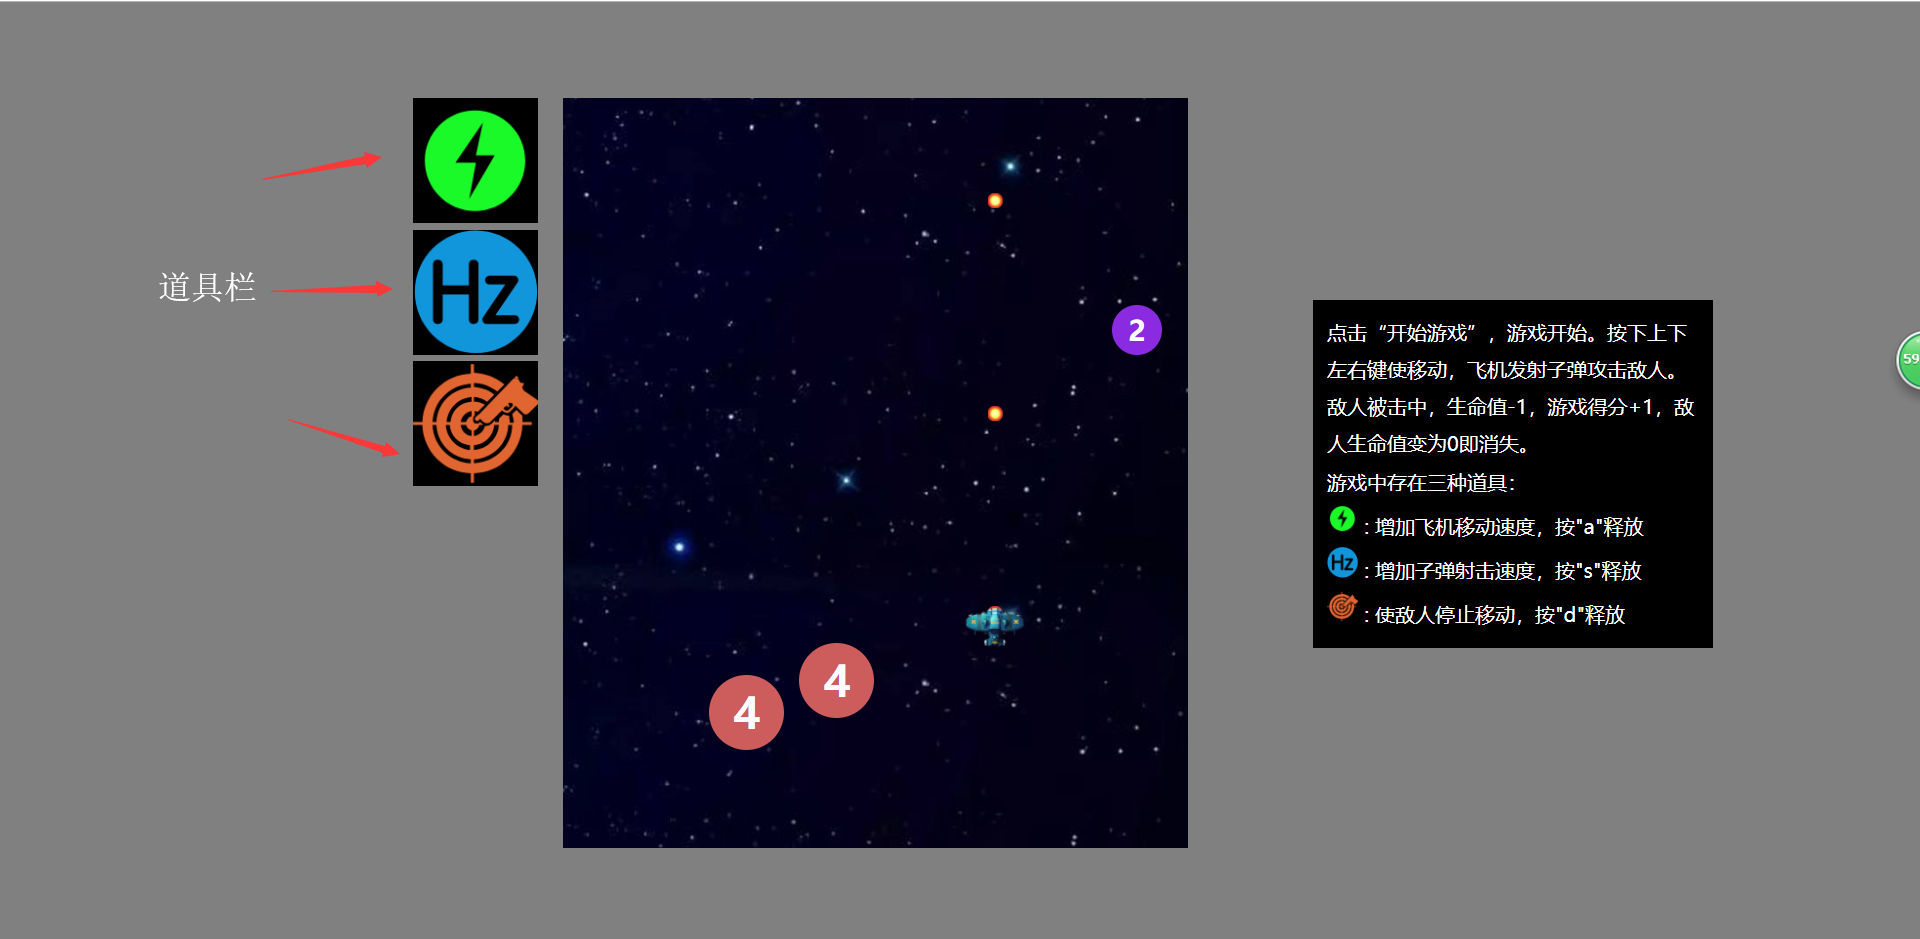 道具栏
Hz
2
4
4
点击“开始游戏”，游戏开始。按下上下
左右键使移动，飞机发射子弹攻击敌人。
敌人被击中，生命值-1，游戏得分+1，敌
人生命值变为0即消失。
游戏中存在三种道具：
：增加飞机移动速度，按"a"释放
Hz：增加子弹射击速度，按"s"释放
：使敌人停止移动，按"d"释放
59